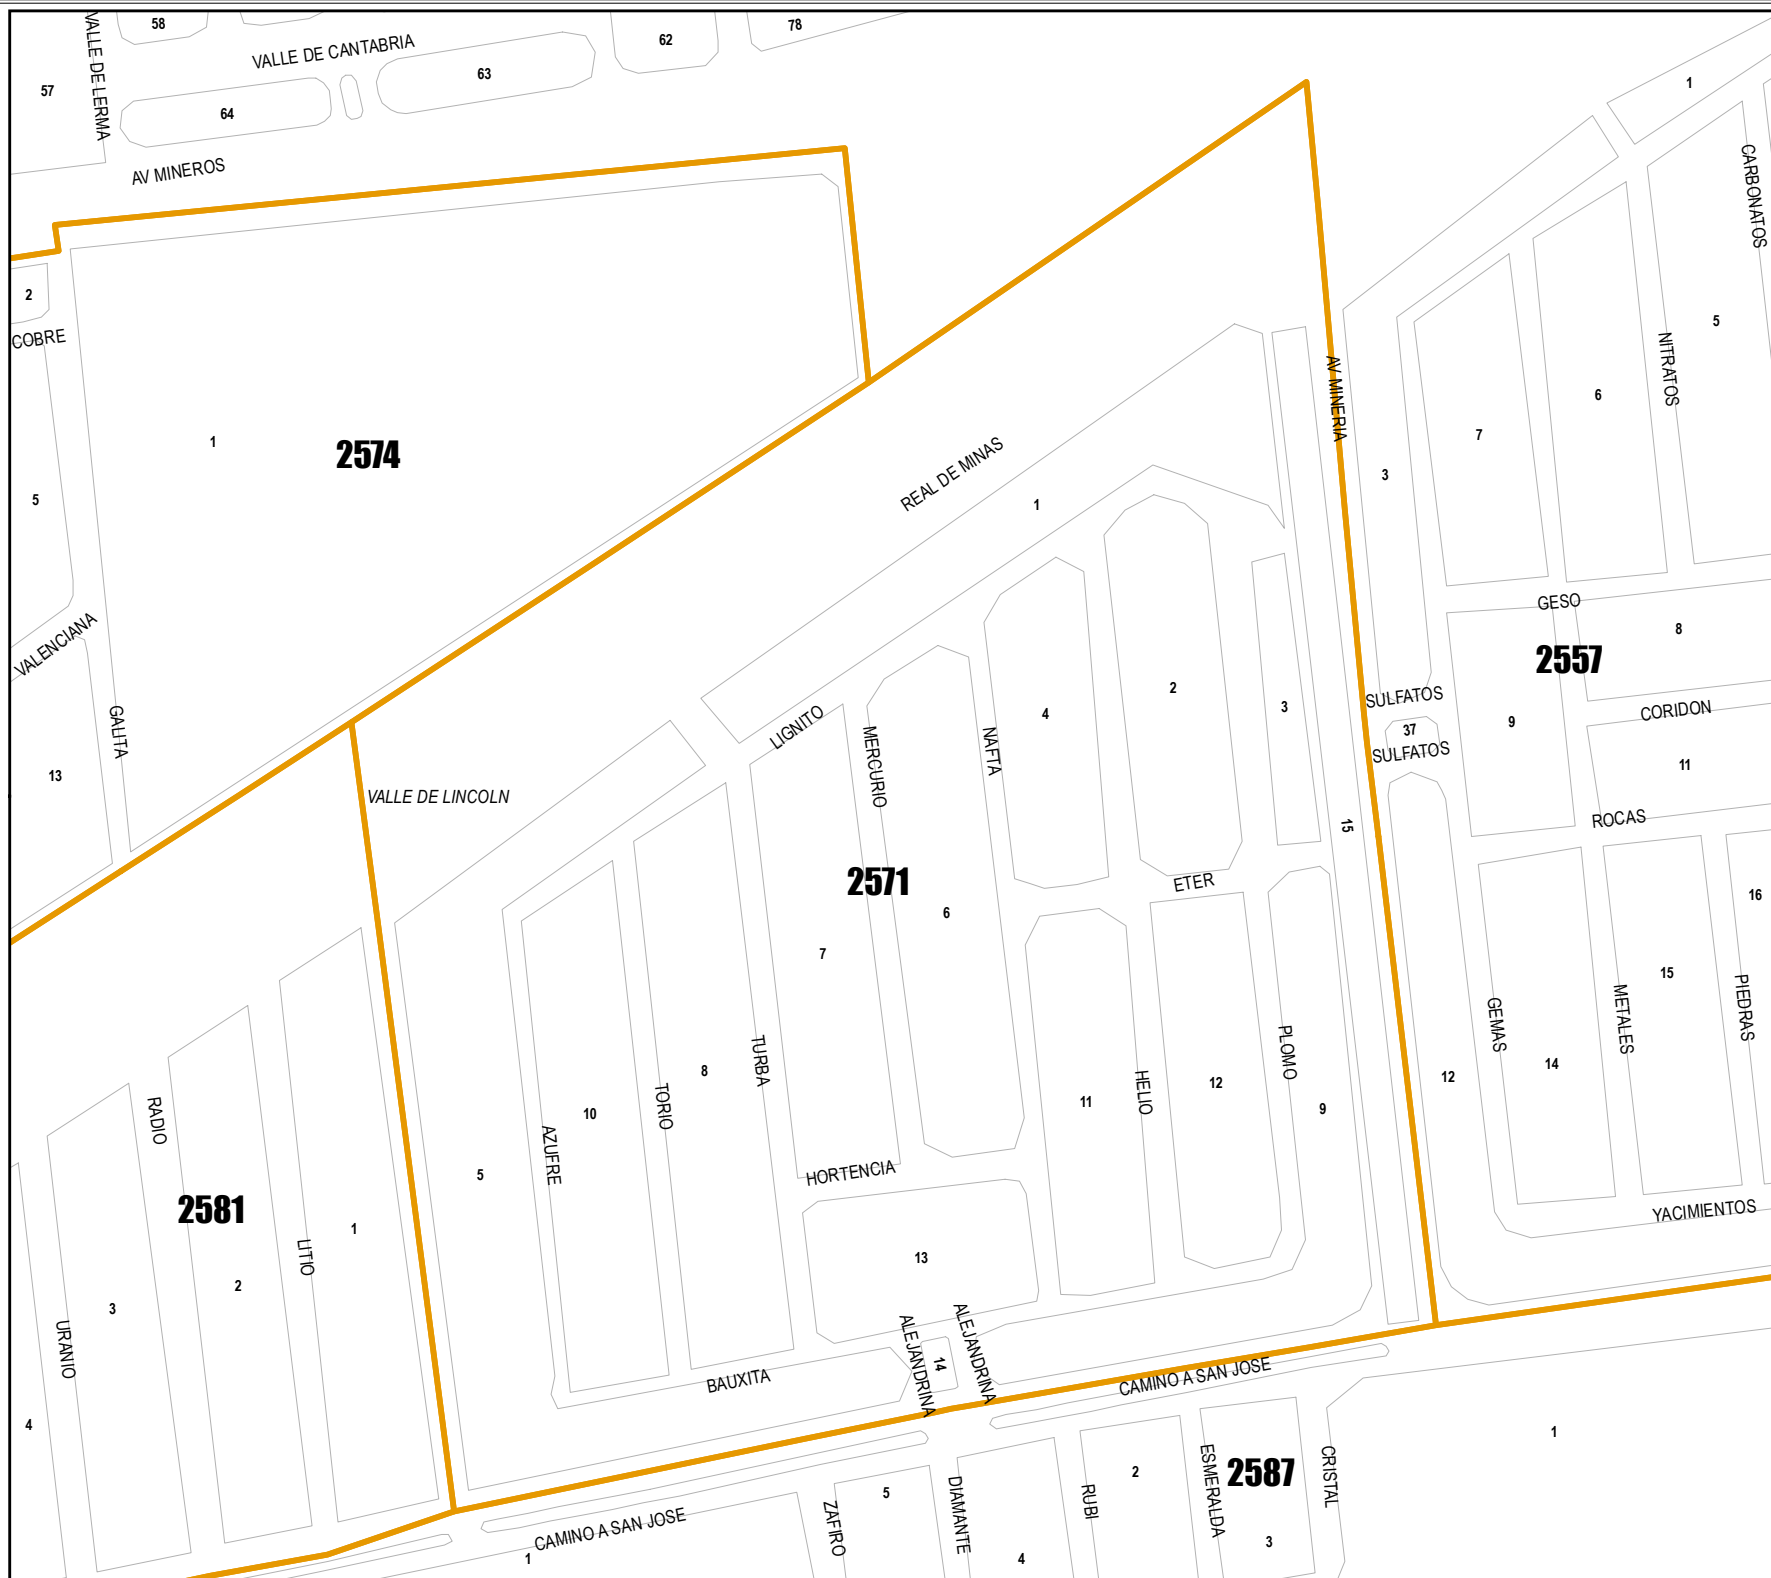 58
78
62
VALLE DE LERMA
VALLE DE CANTABRIA
63
57
64
1
AV MINEROS
CARBONATOS
2
COBRE
5
NITRATOS
AV MINERIA
6
7
1
2574
REAL DE MINAS
3
5
1
GESO
VALENCIANA
8
2557
2
SULFATOS
4
3
CORIDON
GALITA
LIGNITO
MERCURIO
NAFTA
37
9
SULFATOS
13
11
VALLE DE LINCOLN
ROCAS
15
2571
ETER
16
6
7
15
GEMAS
METALES
PIEDRAS
TURBA
PLOMO
14
8
12
12
HELIO
11
9
RADIO
TORIO
10
AZUFRE
HORTENCIA
5
2581
YACIMIENTOS
1
LITIO
13
2
3
URANIO
ALEJANDRINA
ALEJANDRINA
14
BAUXITA
CAMINO A SAN JOSE
4
1
2
2587
CRISTAL
ESMERALDA
RUBI
5
DIAMANTE
ZAFIRO
CAMINO A SAN JOSE
3
1
4